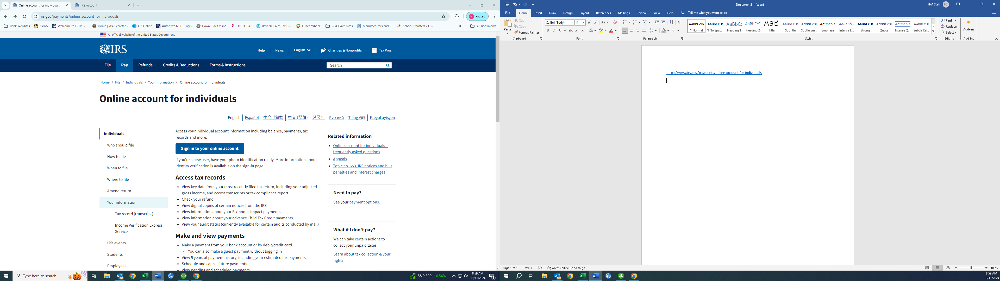 Online account for individuals |
IRS Account
irs.gov/payments/online-account-for-individuals
Paused
Bank Websites
SAWS
Welcome to EFTPS...
Home | WA Secretar...
QB Online
Authorize.NET - Log...
Hawaii Tax Online
FILE LOCAL
Reverse Sales Tax C...
Lunch Wheel
CPA Exam Sites
Manufacturers and...
School Transfers / O...
All Bookmarks
An official website of the United States Government
IRS
Help
News
English
Charities & Nonprofits
Tax Pros
File
Pay
Refunds
Credits & Deductions
Forms & Instructions
Search
Home / File / Individuals / Your information / Online account for individuals
Online account for individuals
English
Español
中文 (简体)
中文 (繁體)
한국어
Русский
Tiếng Việt
Kreyòl ayisyen
Individuals
Who should file
How to file
When to file
Where to file
Amend return
Your information
Tax record (transcript)
Income Verification Express
Service
Life events
Students
Employees
Access your individual account information including balance, payments, tax
records and more.
Sign in to your online account
If you're a new user, have your photo identification ready. More information about
identity verification is available on the sign-in page.
Access tax records
• View key data from your most recently filed tax return, including your adjusted
gross income, and access transcripts or tax compliance report
• Check your refund
• View digital copies of certain notices from the IRS
• View information about your Economic Impact payments
• View information about your advance Child Tax Credit payments
• View your audit status (currently available for certain audits conducted by mail)
Make and view payments
• Make a payment from your bank account or by debit/credit card
◦ You can also make a guest payment without logging in
• View 5 years of payment history, including your estimated tax payments
• Schedule and cancel future payments
• View pending and scheduled payments
Related information
• Online account for individuals –
frequently asked questions
• Appeals
• Topic no. 653, IRS notices and bills,
penalties and interest charges
Need to pay?
See your payment options.
What if I don't pay?
We can take certain actions to
collect your unpaid taxes.
Learn about tax collection & your
rights
Type here to search
S&P 500 +0.54%
8:59 AM
10/11/2024
1
Document1 - Word
HAF Staff
HS
File
Home
Insert
Draw
Design
Layout
References
Mailings
Review
View
Help
Tell me what you want to do
Paste
Cut
Copy
Format Painter
Clipboard
Calibri (Body)
11
Font
Paragraph
AaBbCcDc
¶ Normal
AaBbCcDc
¶ No Spac...
AaBbCc
Heading 1
AaBbCcD
Heading 2
AaB
Title
AaBbCcD
Subtitle
AaBbCcDc
Subtle Em...
AaBbCcDc
Emphasis
AaBbCcDc
Intense E...
AaBbCcDc
Strong
AaBbCcDc
Quote
AaBbCcDc
Intense Q...
AABBCCDC
Subtle Ref...
Styles
Find
Replace
Select
Editing
Add-ins
Add-ins
https://www.irs.gov/payments/online-account-for-individuals
Page 1 of 1
1 word
Accessibility: Good to go
100%
8:59 AM
10/11/2024